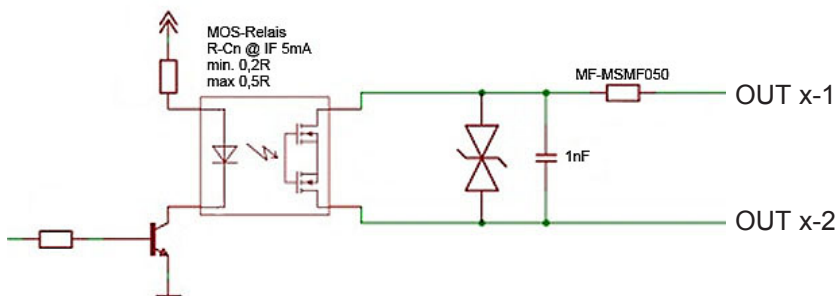 MOS-Relais
R-Cn @ IF 5mA
min. 0,2R
max 0,5R
MF-MSMF050
OUT x-1
1nF
OUT x-2